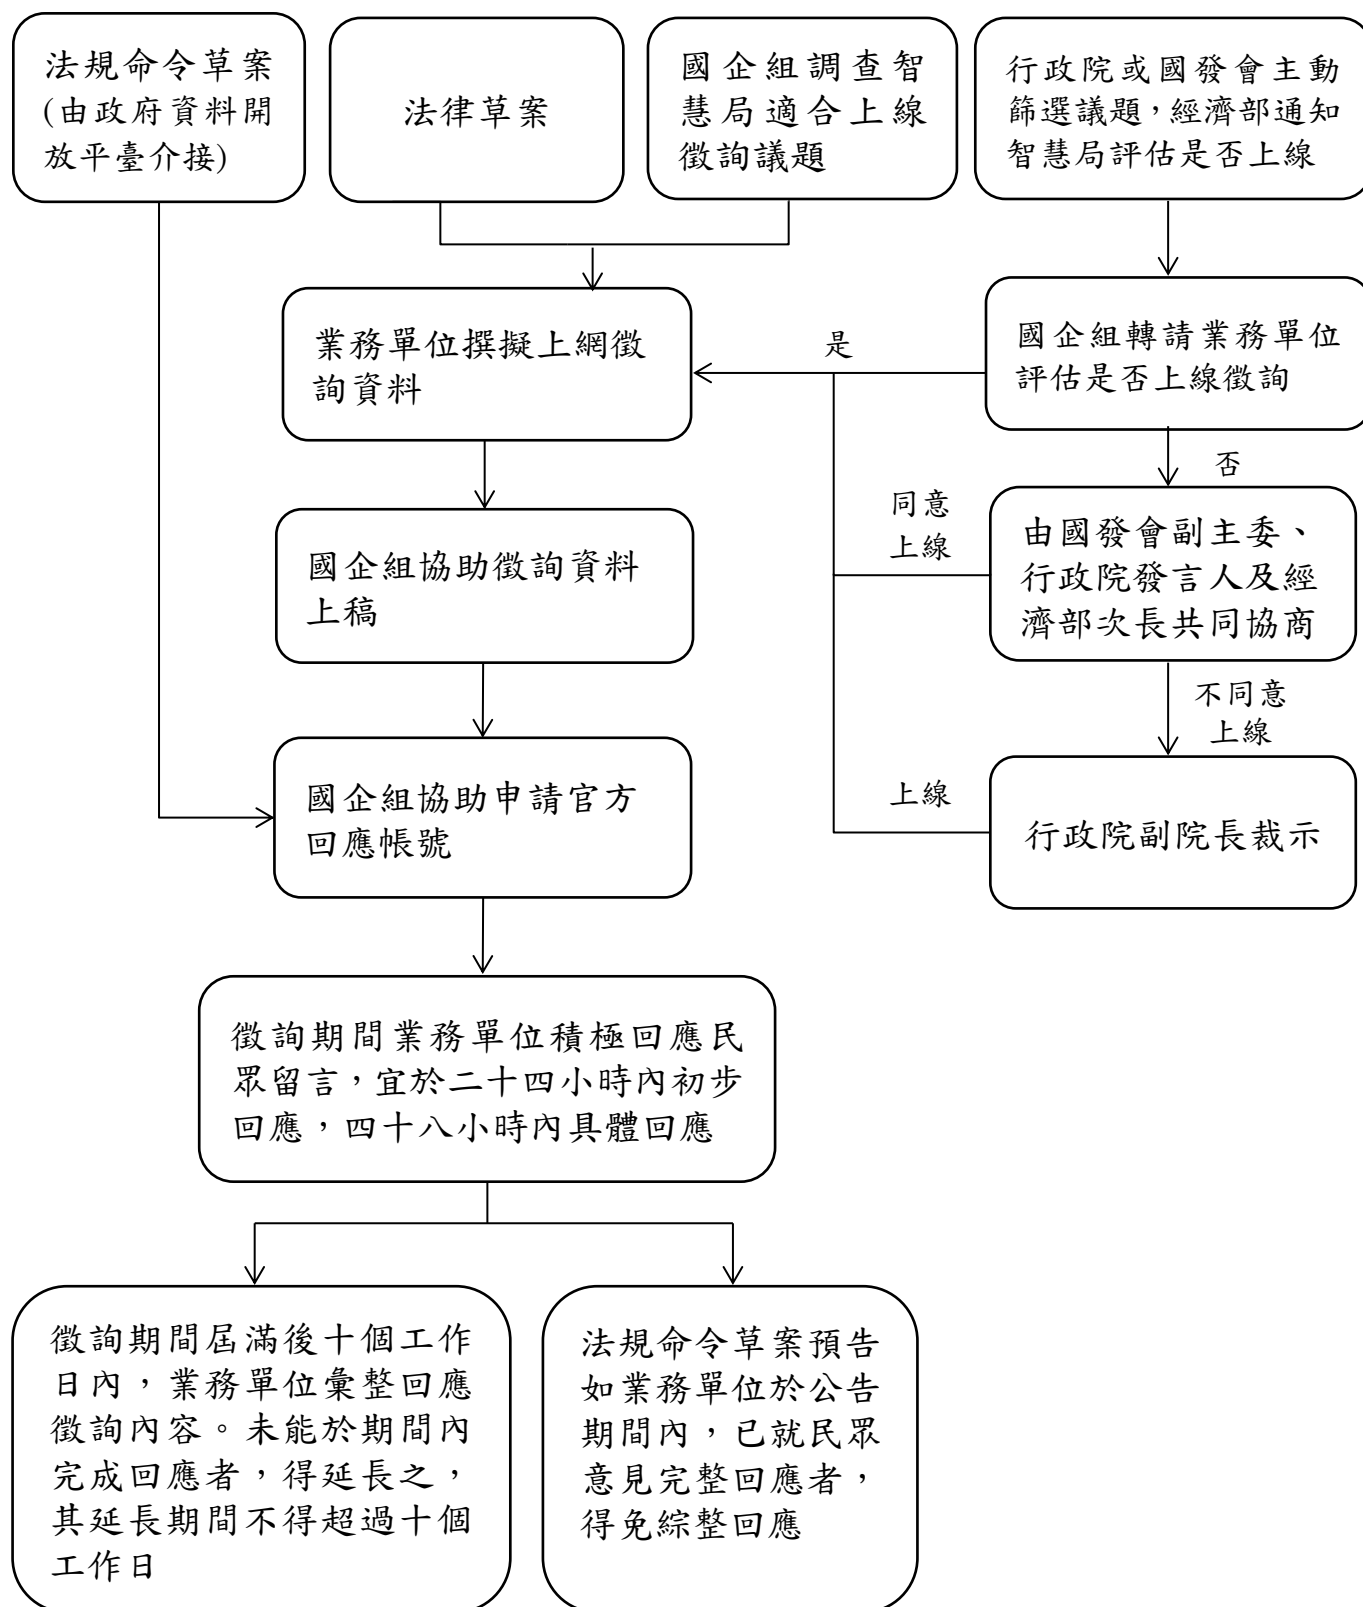 法規命令草案
(由政府資料開
放平臺介接)
法律草案
國企組調查智
慧局適合上線
徵詢議題
行政院或國發會主動
篩選議題，經濟部通知
智慧局評估是否上線
業務單位撰擬上網徵
詢資料
是
國企組轉請業務單位
評估是否上線徵詢
否
國企組協助徵詢資料
上稿
同意
上線
由國發會副主委、
行政院發言人及經
濟部次長共同協商
不同意
上線
國企組協助申請官方
回應帳號
上線
行政院副院長裁示
徵詢期間業務單位積極回應民
眾留言，宜於二十四小時內初步
回應，四十八小時內具體回應
徵詢期間屆滿後十個工作
日內，業務單位彙整回應
徵詢內容。未能於期間內
完成回應者，得延長之，
其延長期間不得超過十個
工作日
法規命令草案預告
如業務單位於公告
期間內，已就民眾
意見完整回應者，
得免綜整回應